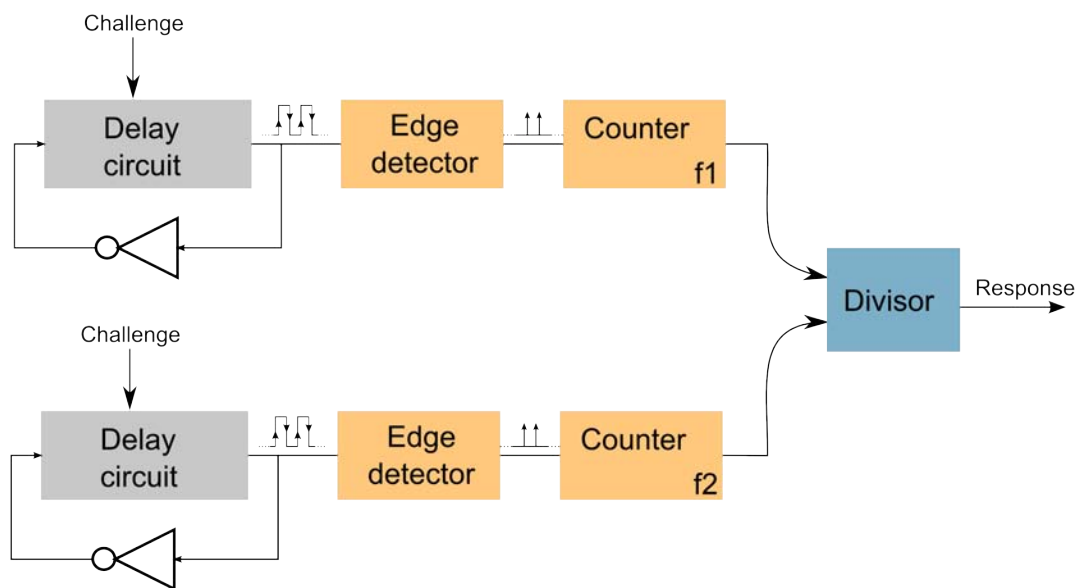 Challenge
Delay
circuit
Edge
detector
Counter
f1
Divisor
Response
Challenge
Delay
circuit
Edge
detector
Counter
f2